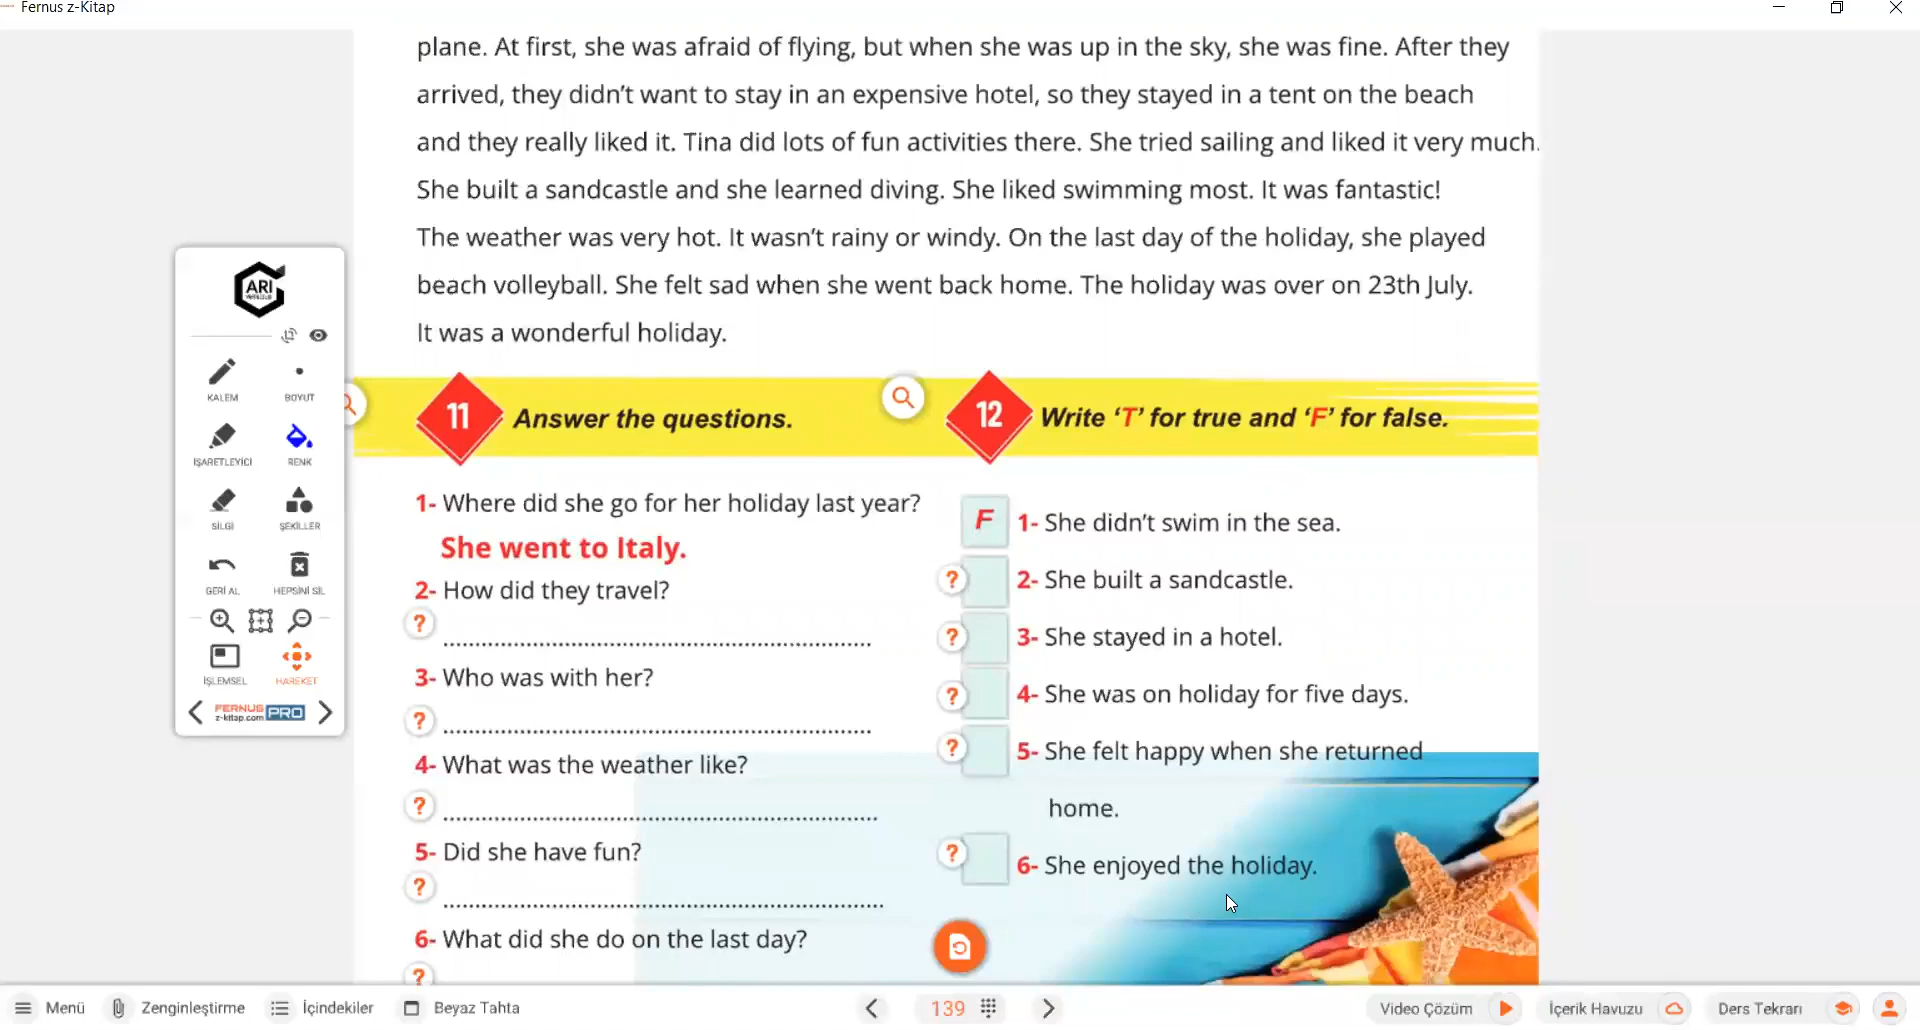 Fernus z-Kitap
plane. At first, she was afraid of flying, but when she was up in the sky, she was fine. After they
arrived, they didn't want to stay in an expensive hotel, so they stayed in a tent on the beach
and they really liked it. Tina did lots of fun activities there. She tried sailing and liked it very much.
She built a sandcastle and she learned diving. She liked swimming most. It was fantastic!
The weather was very hot. It wasn't rainy or windy. On the last day of the holiday, she played
beach volleyball. She felt sad when she went back home. The holiday was over on 23th July.
It was a wonderful holiday.
ARI
KALEM
BOYUT
İŞARETLEYİCİ
RENK
SİLGİ
ŞEKİLLER
GERİ AL
HEPSİNİ SİL
İŞLEMSEL
HAREKET
FERNUS
z-kitap.com PRO
11 Answer the questions.
1- Where did she go for her holiday last year?
She went to Italy.
2- How did they travel?
? ........................................................
3- Who was with her?
? ........................................................
4- What was the weather like?
? ........................................................
5- Did she have fun?
? ........................................................
6- What did she do on the last day?
?
12 Write 'T' for true and 'F' for false.
F 1- She didn't swim in the sea.
? 2- She built a sandcastle.
? 3- She stayed in a hotel.
? 4- She was on holiday for five days.
? 5- She felt happy when she returned
home.
? 6- She enjoyed the holiday.
Menü
Zenginleştirme
İçindekiler
Beyaz Tahta
139
Video Çözüm
İçerik Havuzu
Ders Tekrarı